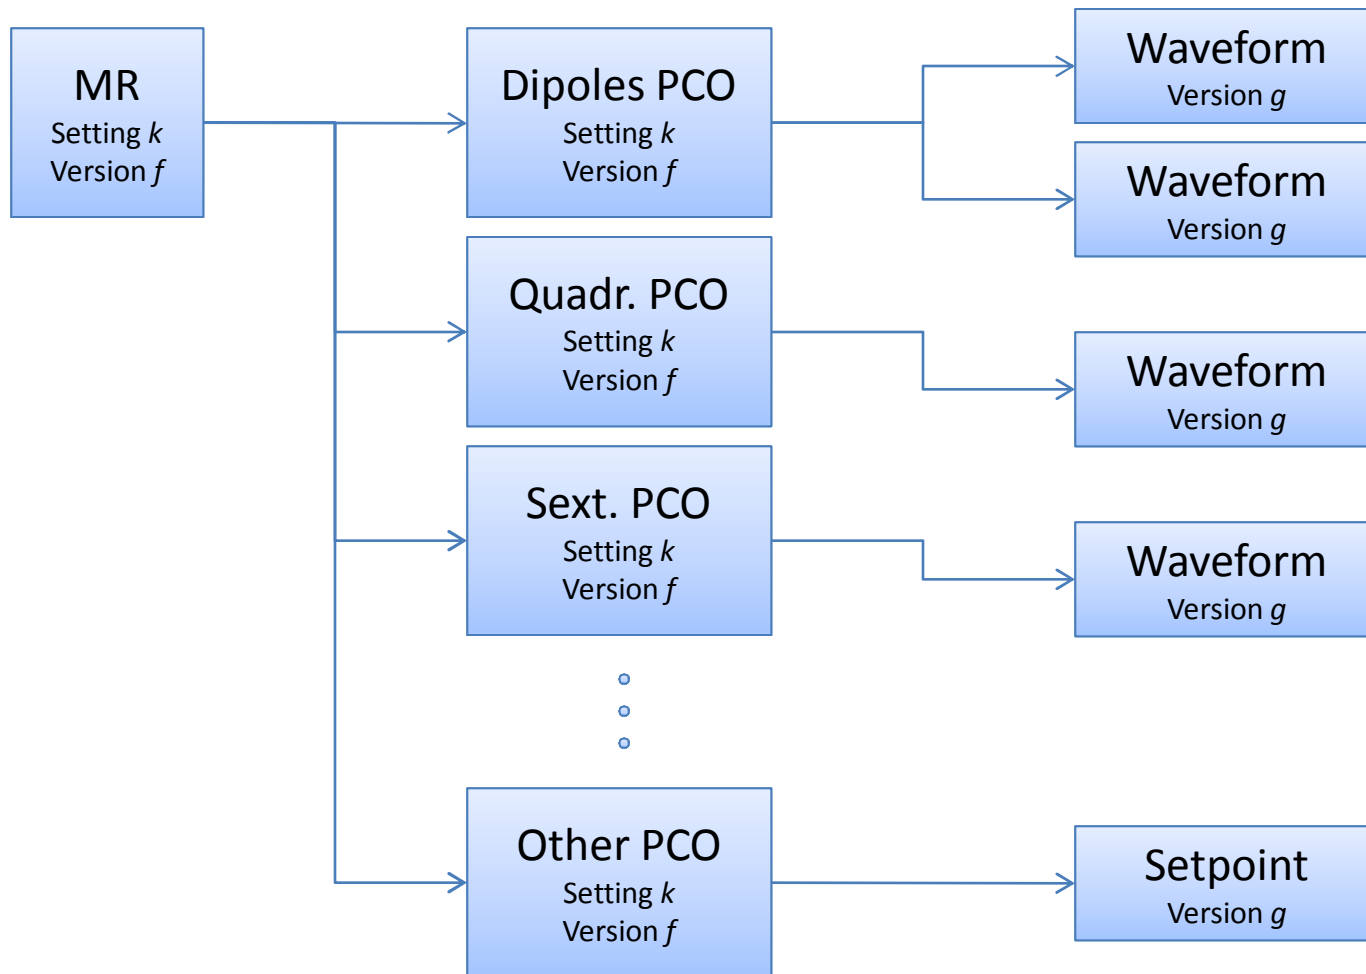 MR
Setting k
Version f
Dipoles PCO
Setting k
Version f
Waveform
Version g
Waveform
Version g
Quadr. PCO
Setting k
Version f
Waveform
Version g
Sext. PCO
Setting k
Version f
Waveform
Version g
Other PCO
Setting k
Version f
Setpoint
Version g